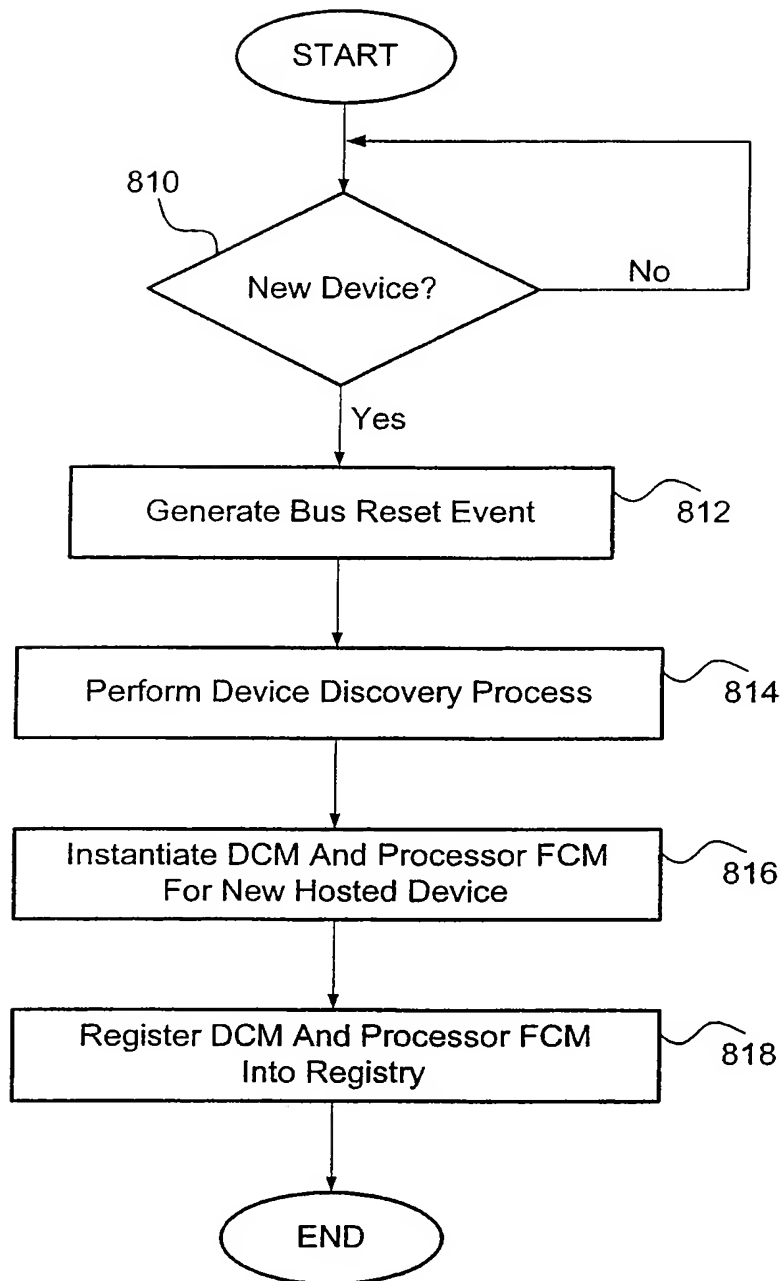 START
810
New Device?
No
Yes
Generate Bus Reset Event
812
Perform Device Discovery Process
814
Instantiate DCM And Processor FCM
For New Hosted Device
816
Register DCM And Processor FCM
Into Registry
818
END